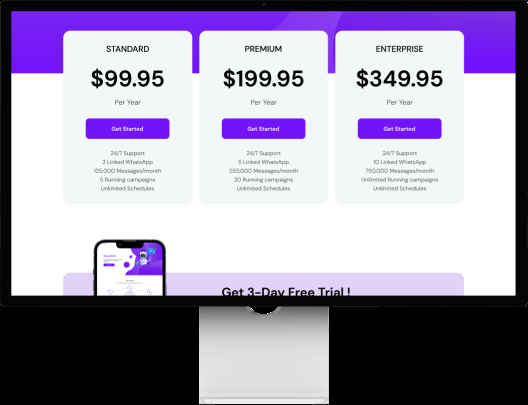 STANDARD
$99.95
Per Year
Get Started
24/7 Support
2 Linked WhatsApp
125,000 Messages/month
5 Running campaigns
Unlimited Schedules
PREMIUM
$199.95
Per Year
Get Started
24/7 Support
5 Linked WhatsApp
250,000 Messages/month
20 Running campaigns
Unlimited Schedules
ENTERPRISE
$349.95
Per Year
Get Started
24/7 Support
10 Linked WhatsApp
750,000 Messages/month
Unlimited Running campaigns
Unlimited Schedules
Get 3-Day Free Trial !